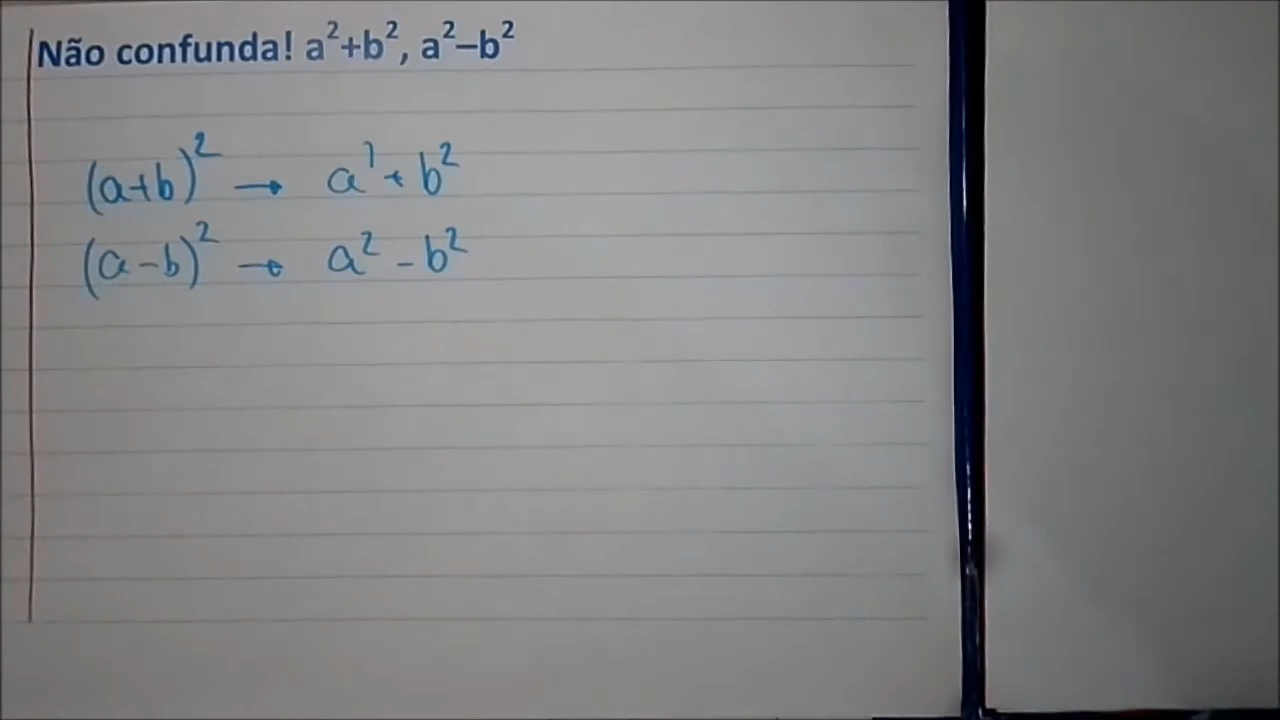 Não confunda! a²+b², a²–b²
(a+b)² → a² + b²
(a-b)² → a² - b²